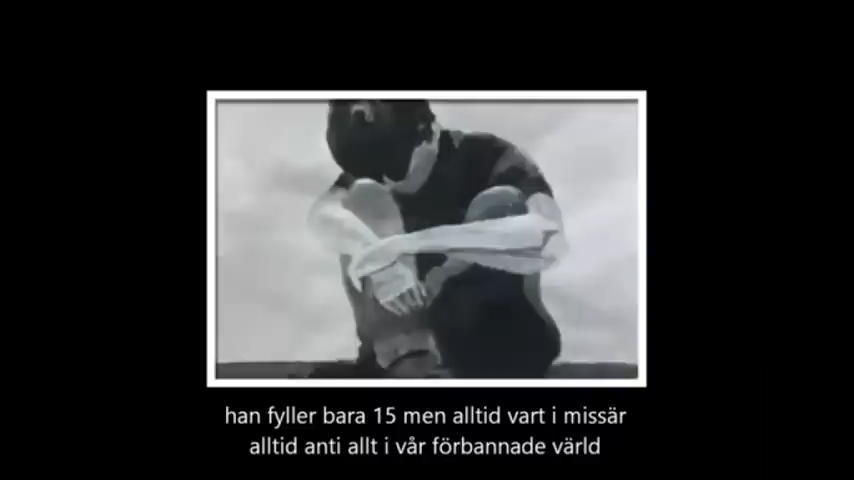 han fyller bara 15 men alltid vart i missär
alltid anti allt i vår förbannade värld